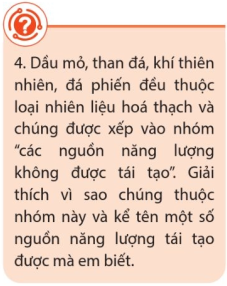 4. Dầu mỏ, than đá, khí thiên
nhiên, đá phiến đều thuộc
loại nhiên liệu hoá thạch và
chúng được xếp vào nhóm
“các nguồn năng lượng
không được tái tạo”. Giải
thích vì sao chúng thuộc
nhóm này và kể tên một số
nguồn năng lượng tái tạo
được mà em biết.